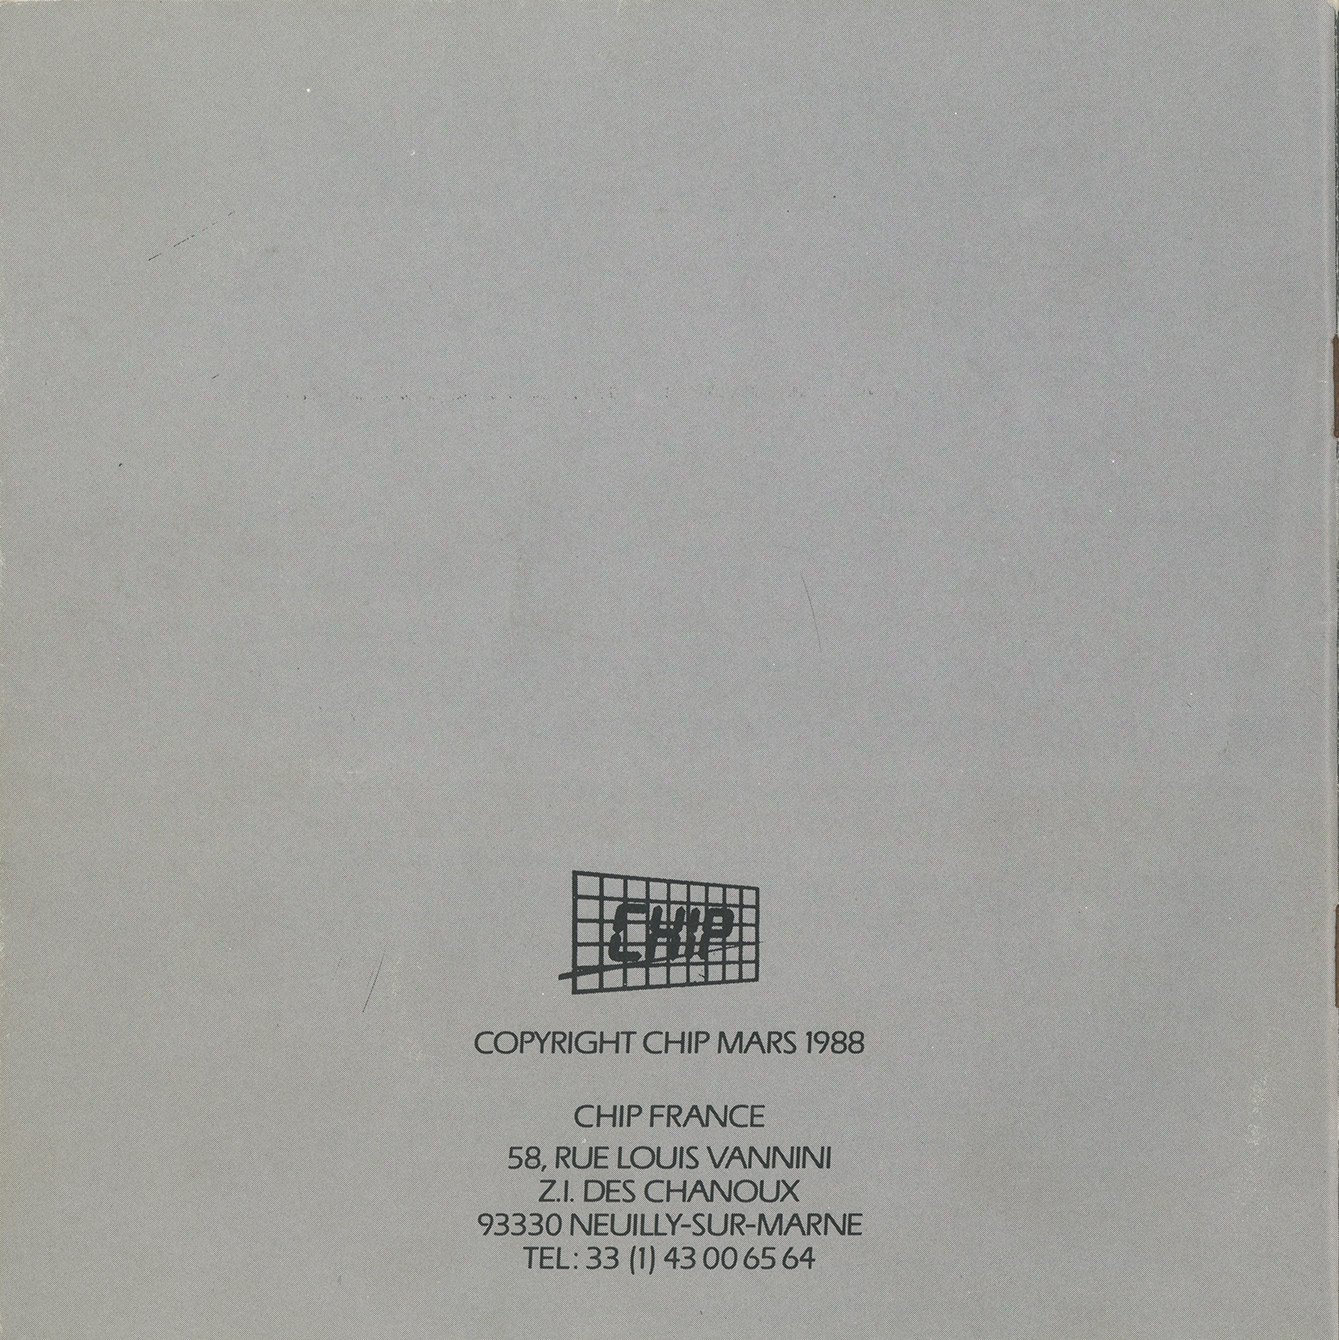 CHIP
COPYRIGHT CHIP MARS 1988
CHIP FRANCE
58, RUE LOUIS VANNINI
Z.I. DES CHANOUX
93330 NEUILLY-SUR-MARNE
TEL: 33 (1) 43 00 65 64